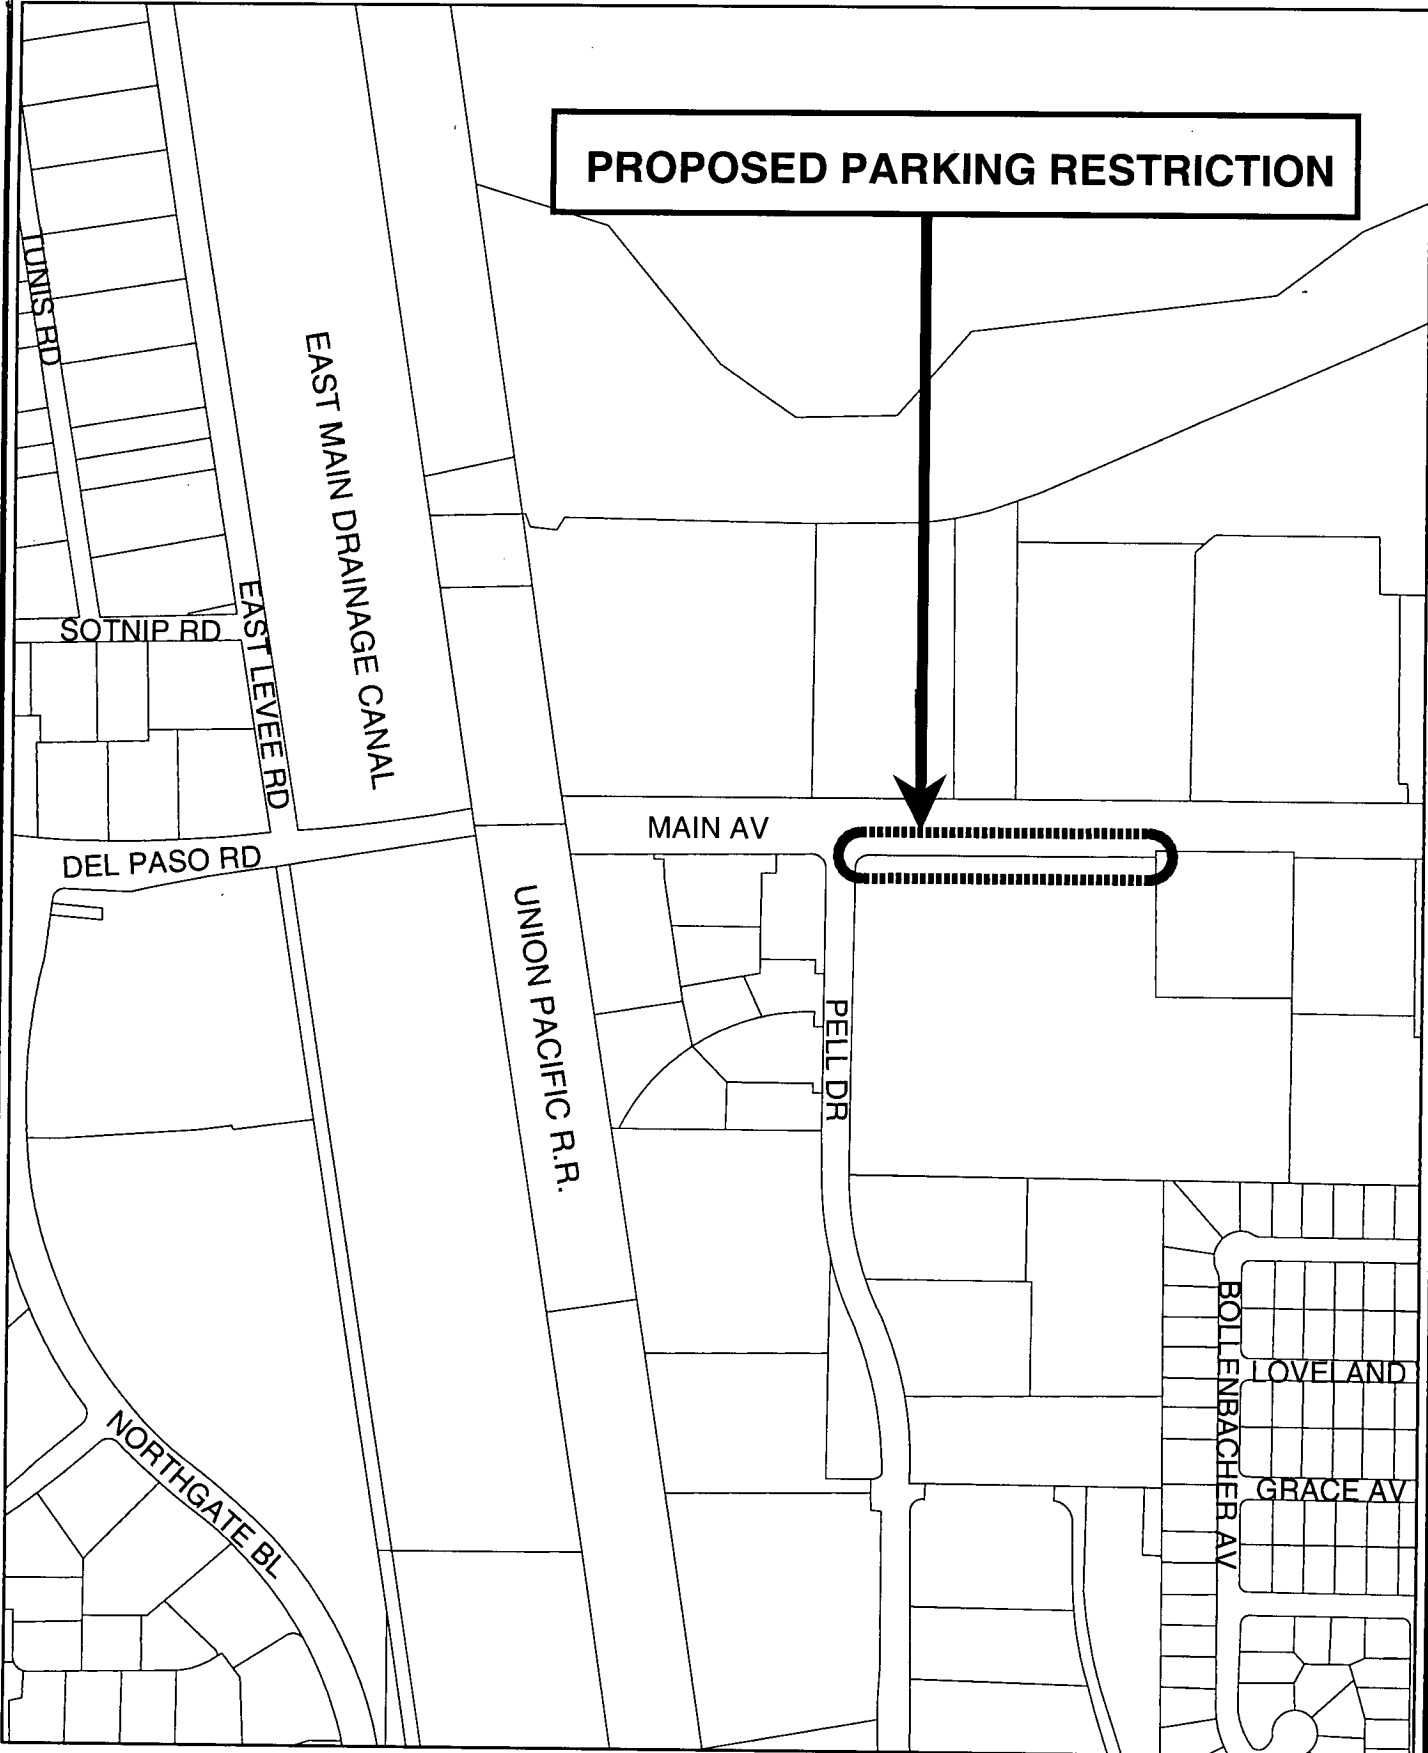 PROPOSED PARKING RESTRICTION
TUNIS RD
EAST MAIN DRAINAGE CANAL
SOTNIP RD
EAST LEVEE RD
MAIN AV
DEL PASO RD
UNION PACIFIC R.R.
PELL DR
BOLLENBACHER AV
LOVELAND
GRACE AV
NORTHGATE BL